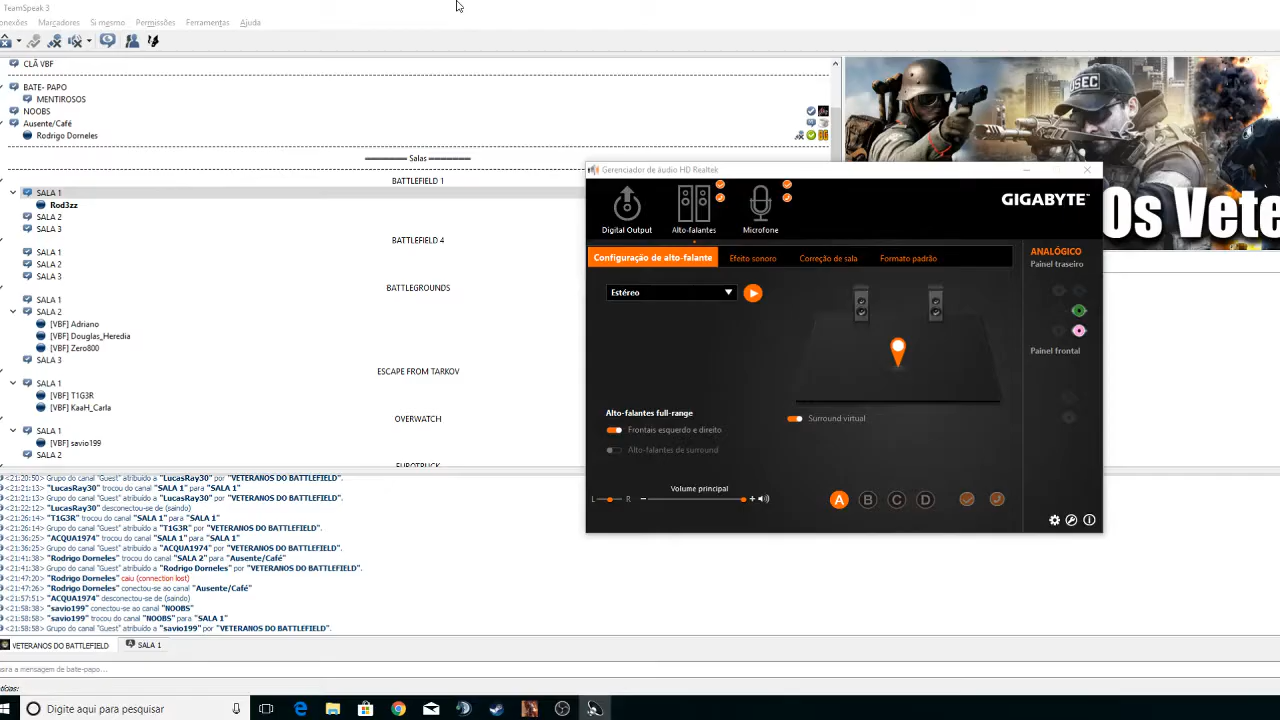 TeamSpeak 3
onexões Marcadores Si mesmo Permissões Ferramentas Ajuda
CLÃ VBF
BATE- PAPO
MENTIROSOS
NOOBS
Ausente/Café
Rodrigo Dorneles
Salas
BATTLEFIELD 1
SALA 1
Rod3zz
SALA 2
SALA 3
BATTLEFIELD 4
SALA 1
SALA 2
SALA 3
BATTLEGROUNDS
SALA 1
SALA 2
[VBF] Adriano
[VBF] Douglas_Heredia
[VBF] Zero800
SALA 3
ESCAPE FROM TARKOV
SALA 1
[VBF] T1G3R
[VBF] KaaH_Carla
OVERWATCH
SALA 1
[VBF] savio199
SALA 2
EUROTRUCK
USEC
Os Vete
Gerenciador de áudio HD Realtek
Digital Output Alto-falantes Microfone
GIGABYTE™
Configuração de alto-falante Efeito sonoro Correção de sala Formato padrão
ANALÓGICO
Painel traseiro
Estéreo
Painel frontal
Alto-falantes full-range
Surround virtual
Frontais esquerdo e direito
Alto-falantes de surround
Volume principal
L R - +
A B C D
<21:20:50> Grupo do canal "Guest" atribuído a "LucasRay30" por "VETERANOS DO BATTLEFIELD".
<21:21:13> "LucasRay30" trocou do canal "SALA 1" para "SALA 1"
<21:21:13> Grupo do canal "Guest" atribuído a "LucasRay30" por "VETERANOS DO BATTLEFIELD".
<21:22:12> "LucasRay30" desconectou-se (saindo)
<21:26:14> "T1G3R" trocou do canal "SALA 1" para "SALA 1"
<21:26:14> Grupo do canal "Guest" atribuído a "T1G3R" por "VETERANOS DO BATTLEFIELD".
<21:36:25> "ACQUA1974" trocou do canal "SALA 1" para "SALA 1"
<21:36:25> Grupo do canal "Guest" atribuído a "ACQUA1974" por "VETERANOS DO BATTLEFIELD".
<21:41:38> "Rodrigo Dorneles" trocou do canal "SALA 2" para "Ausente/Café"
<21:41:38> Grupo do canal "Guest" atribuído a "Rodrigo Dorneles" por "VETERANOS DO BATTLEFIELD".
<21:47:20> "Rodrigo Dorneles" caiu (connection lost)
<21:47:26> "Rodrigo Dorneles" conectou-se ao canal "Ausente/Café"
<21:57:51> "ACQUA1974" desconectou-se de (saindo)
<21:58:38> "savio199" conectou-se ao canal "NOOBS"
<21:58:58> "savio199" trocou do canal "NOOBS" para "SALA 1"
<21:58:58> Grupo do canal "Guest" atribuído a "savio199" por "VETERANOS DO BATTLEFIELD".
VETERANOS DO BATTLEFIELD SALA 1
sira a mensagem de bate-papo...
tícias:
Digite aqui para pesquisar